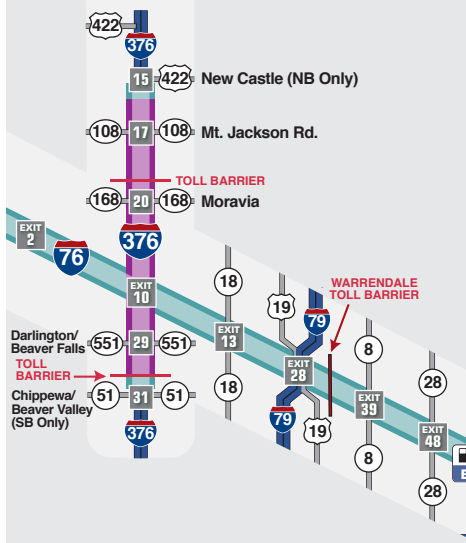 422
376
15
422
New Castle (NB Only)
108
17
108
Mt. Jackson Rd.
TOLL BARRIER
168
20
168
Moravia
EXIT
2
76
376
EXIT
10
18
19
79
WARRENDALE
TOLL BARRIER
Darlington/
Beaver Falls
551
29
551
EXIT
13
8
TOLL
BARRIER
EXIT
28
28
Chippewa/
Beaver Valley
(SB Only)
51
31
51
18
EXIT
39
376
79
19
EXIT
48
8
28